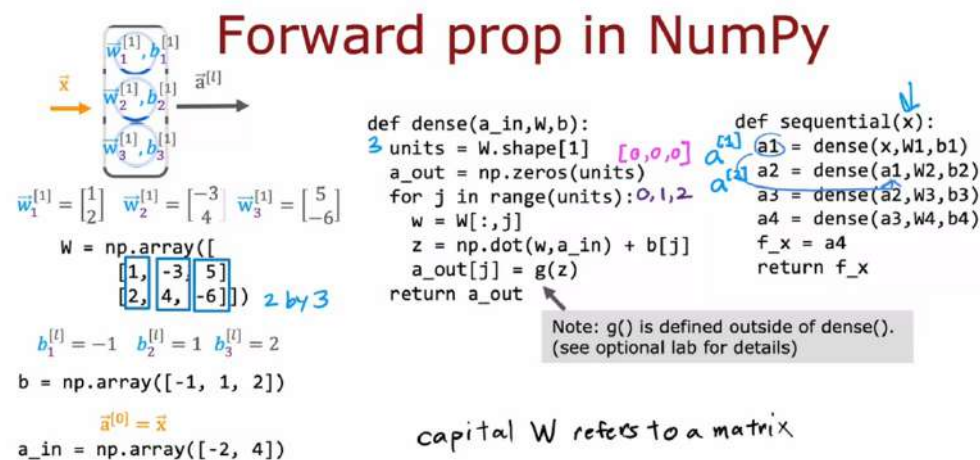 Forward prop in NumPy
w⃗₁^[1], b₁^[1]
w⃗₂^[1], b₂^[1]
w⃗₃^[1], b₃^[1]
x⃗
a⃗^[l]
w⃗₁^[1] = [1 2] w⃗₂^[1] = [-3 4] w⃗₃^[1] = [5 -6]
W = np.array([
[1, -3, 5]
[2, 4, -6]]) 2 by 3
b₁^[l] = -1 b₂^[l] = 1 b₃^[l] = 2
b = np.array([-1, 1, 2])
a⃗^[0] = x⃗
a_in = np.array([-2, 4])
def dense(a_in,W,b):
3 units = W.shape[1] [0,0,0]
a_out = np.zeros(units)
for j in range(units): 0,1,2
w = W[:,j]
z = np.dot(w,a_in) + b[j]
a_out[j] = g(z)
return a_out
Note: g() is defined outside of dense().
(see optional lab for details)
def sequential(x):
a^[1] a1 = dense(x,W1,b1)
a^[2] a2 = dense(a1,W2,b2)
a3 = dense(a2,W3,b3)
a4 = dense(a3,W4,b4)
f_x = a4
return f_x
capital W refers to a matrix